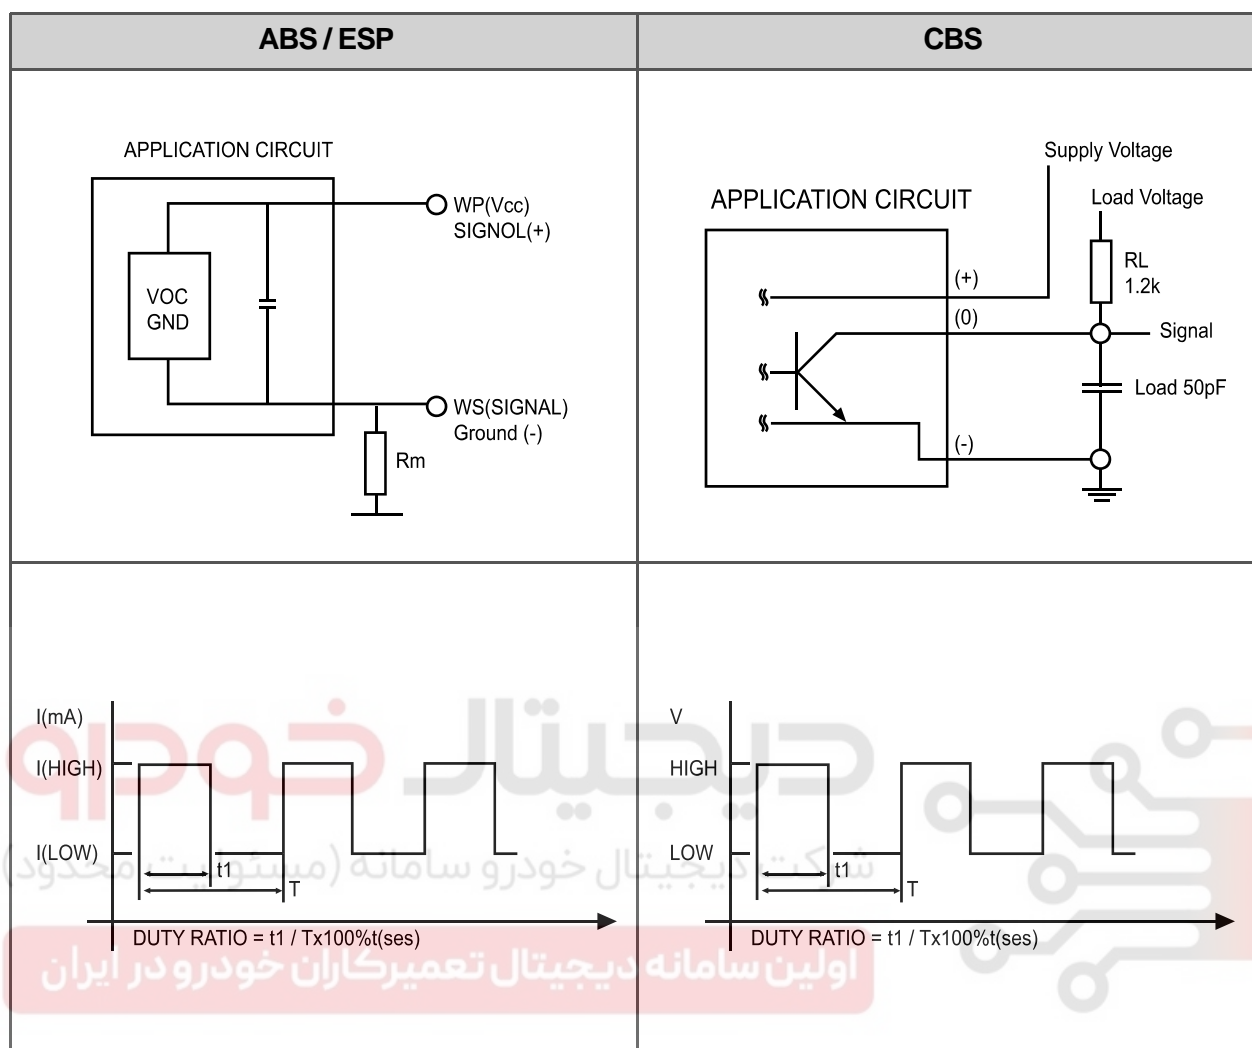 ABS / ESP
CBS
APPLICATION CIRCUIT
WP(Vcc)
SIGNOL(+)
VOC
GND
WS(SIGNAL)
Ground (-)
Rm
Supply Voltage
APPLICATION CIRCUIT
Load Voltage
(+)
RL
1.2k
(0)
Signal
Load 50pF
(-)
I(mA)
I(HIGH)
I(LOW)
t1
T
DUTY RATIO = t1 / Tx100%t(ses)
V
HIGH
LOW
t1
T
DUTY RATIO = t1 / Tx100%t(ses)
دیجیتال خودرو
شرکت دیجیتال خودرو سامانه (مسئولیت محدود)
اولین سامانه دیجیتال تعمیرکاران خودرو در ایران